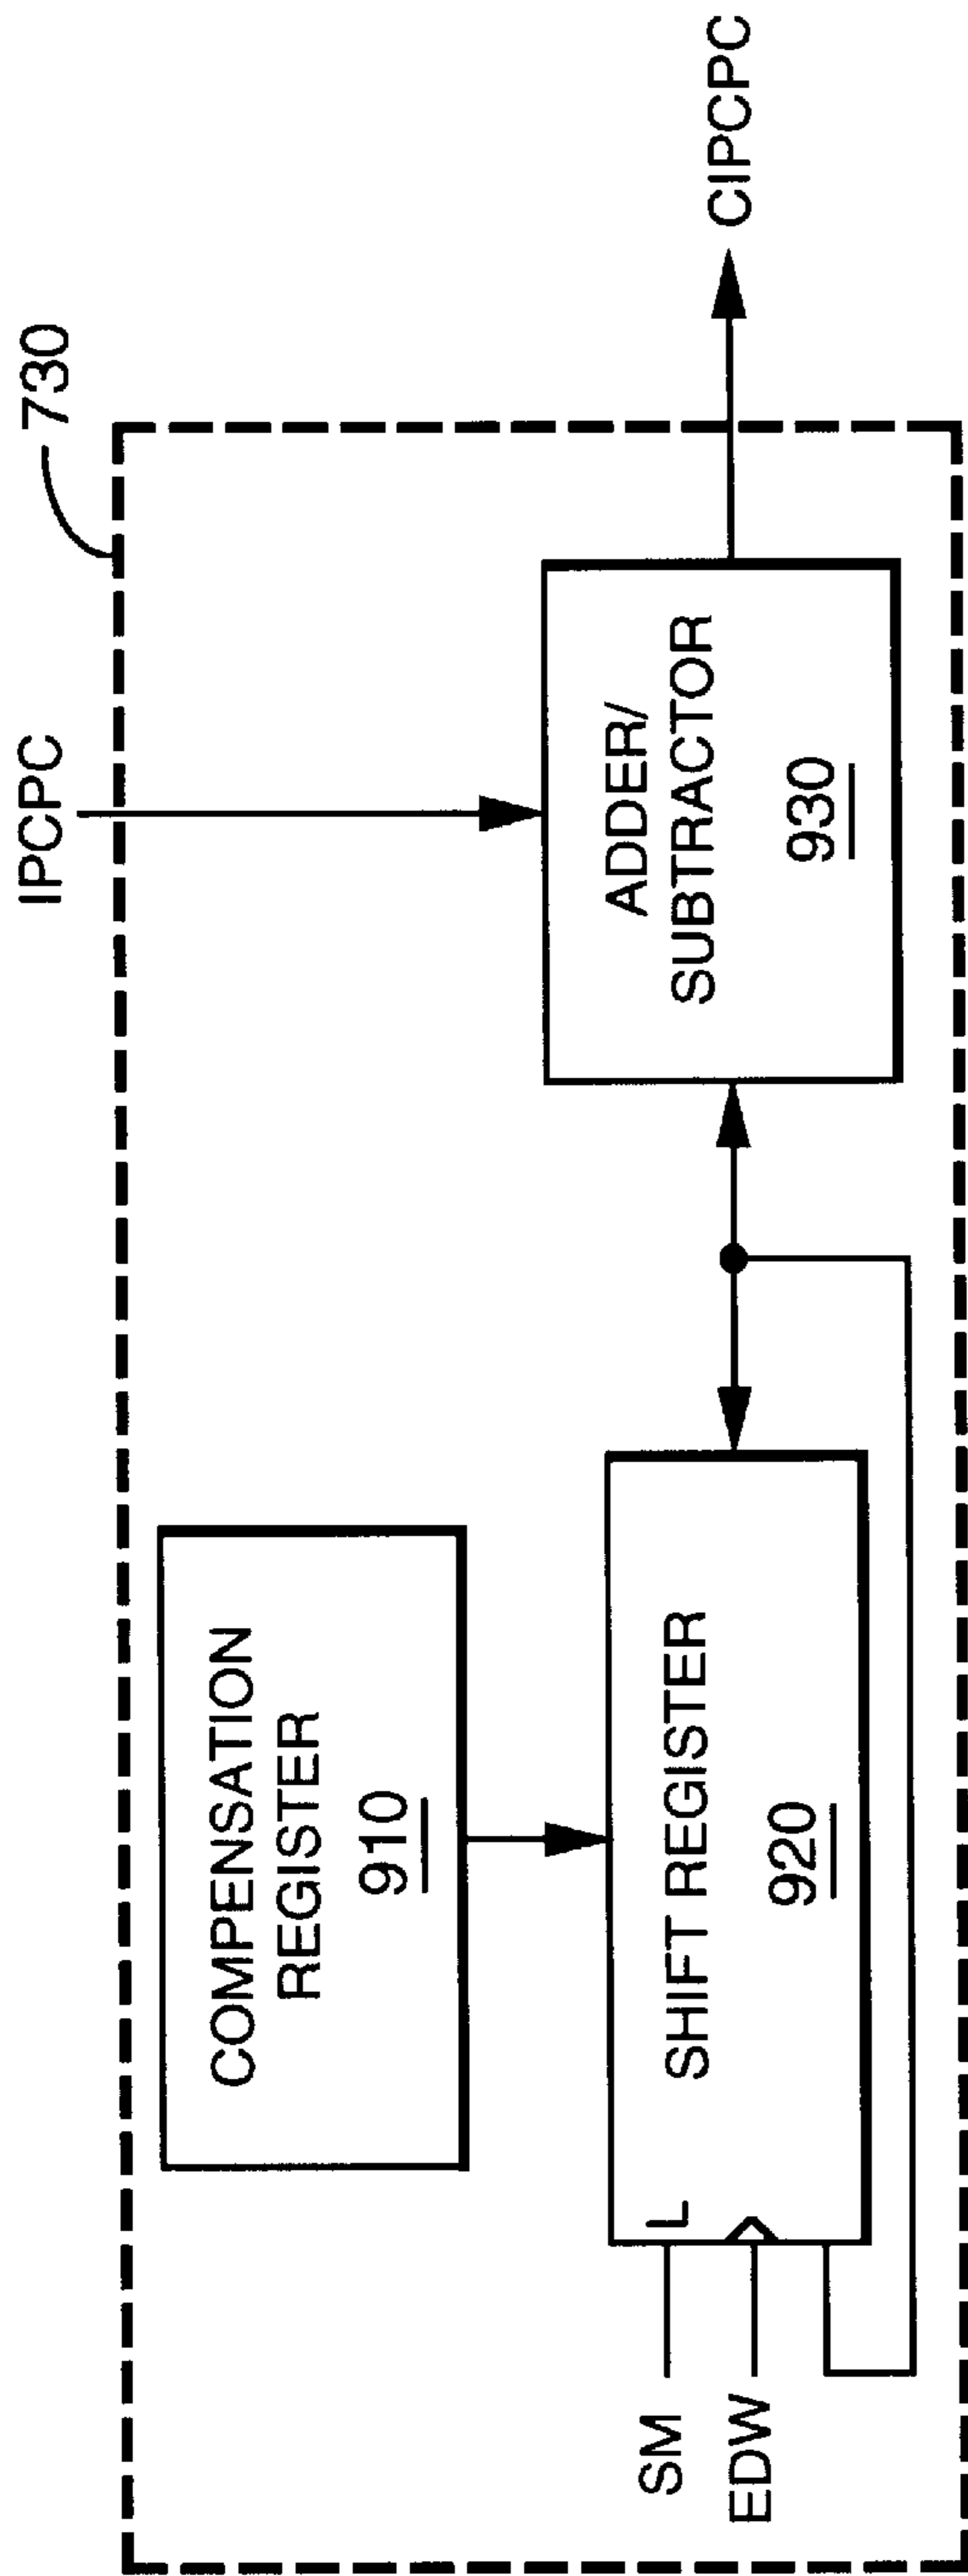 730
IPCPC
COMPENSATION
REGISTER
910
SM
L
EDW
SHIFT REGISTER
920
ADDER/
SUBTRACTOR
930
CIPCPC